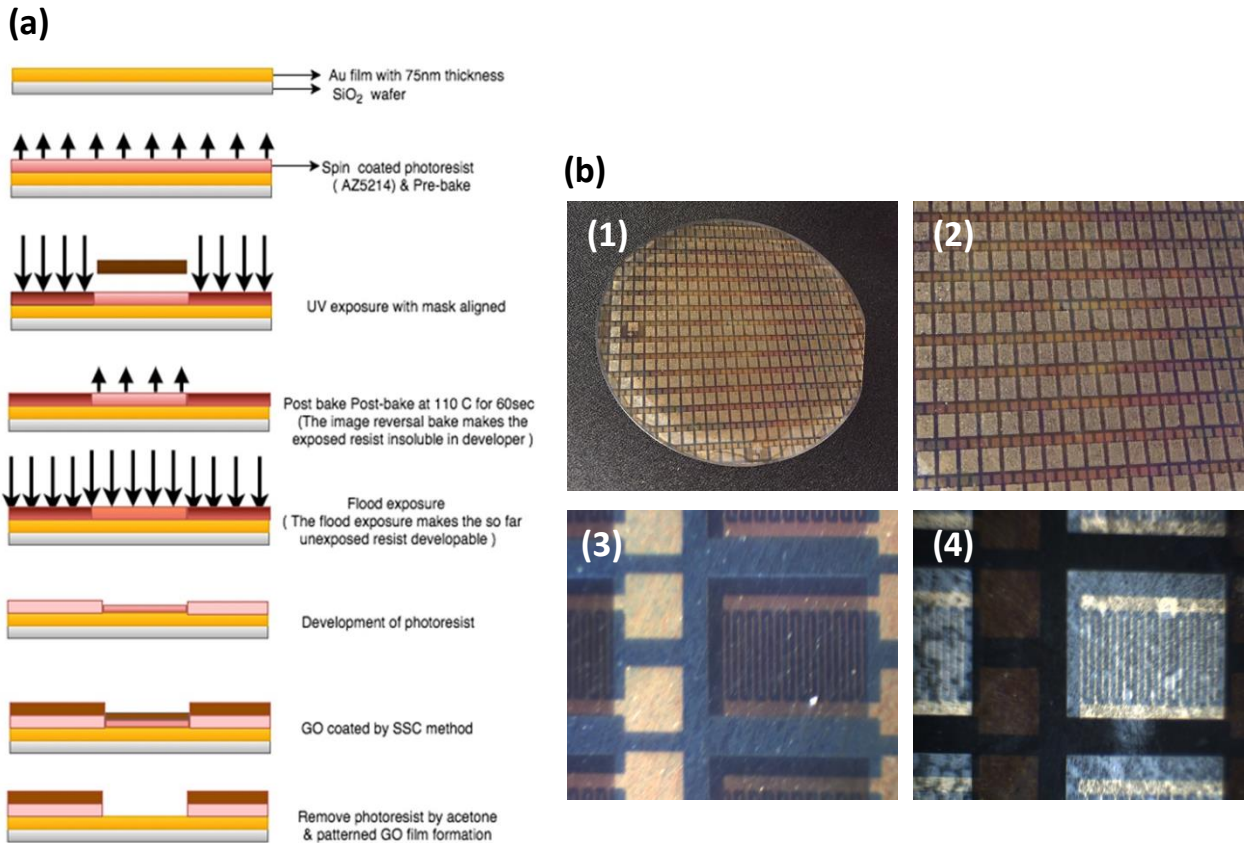 (a)
Au film with 75nm thickness
SiO₂ wafer
Spin coated photoresist
( AZ5214) & Pre-bake
UV exposure with mask aligned
Post bake Post-bake at 110 C for 60sec
(The image reversal bake makes the
exposed resist insoluble in developer )
Flood exposure
( The flood exposure makes the so far
unexposed resist developable )
Development of photoresist
GO coated by SSC method
Remove photoresist by acetone
& patterned GO film formation
(b)
(1)
(2)
(3)
(4)